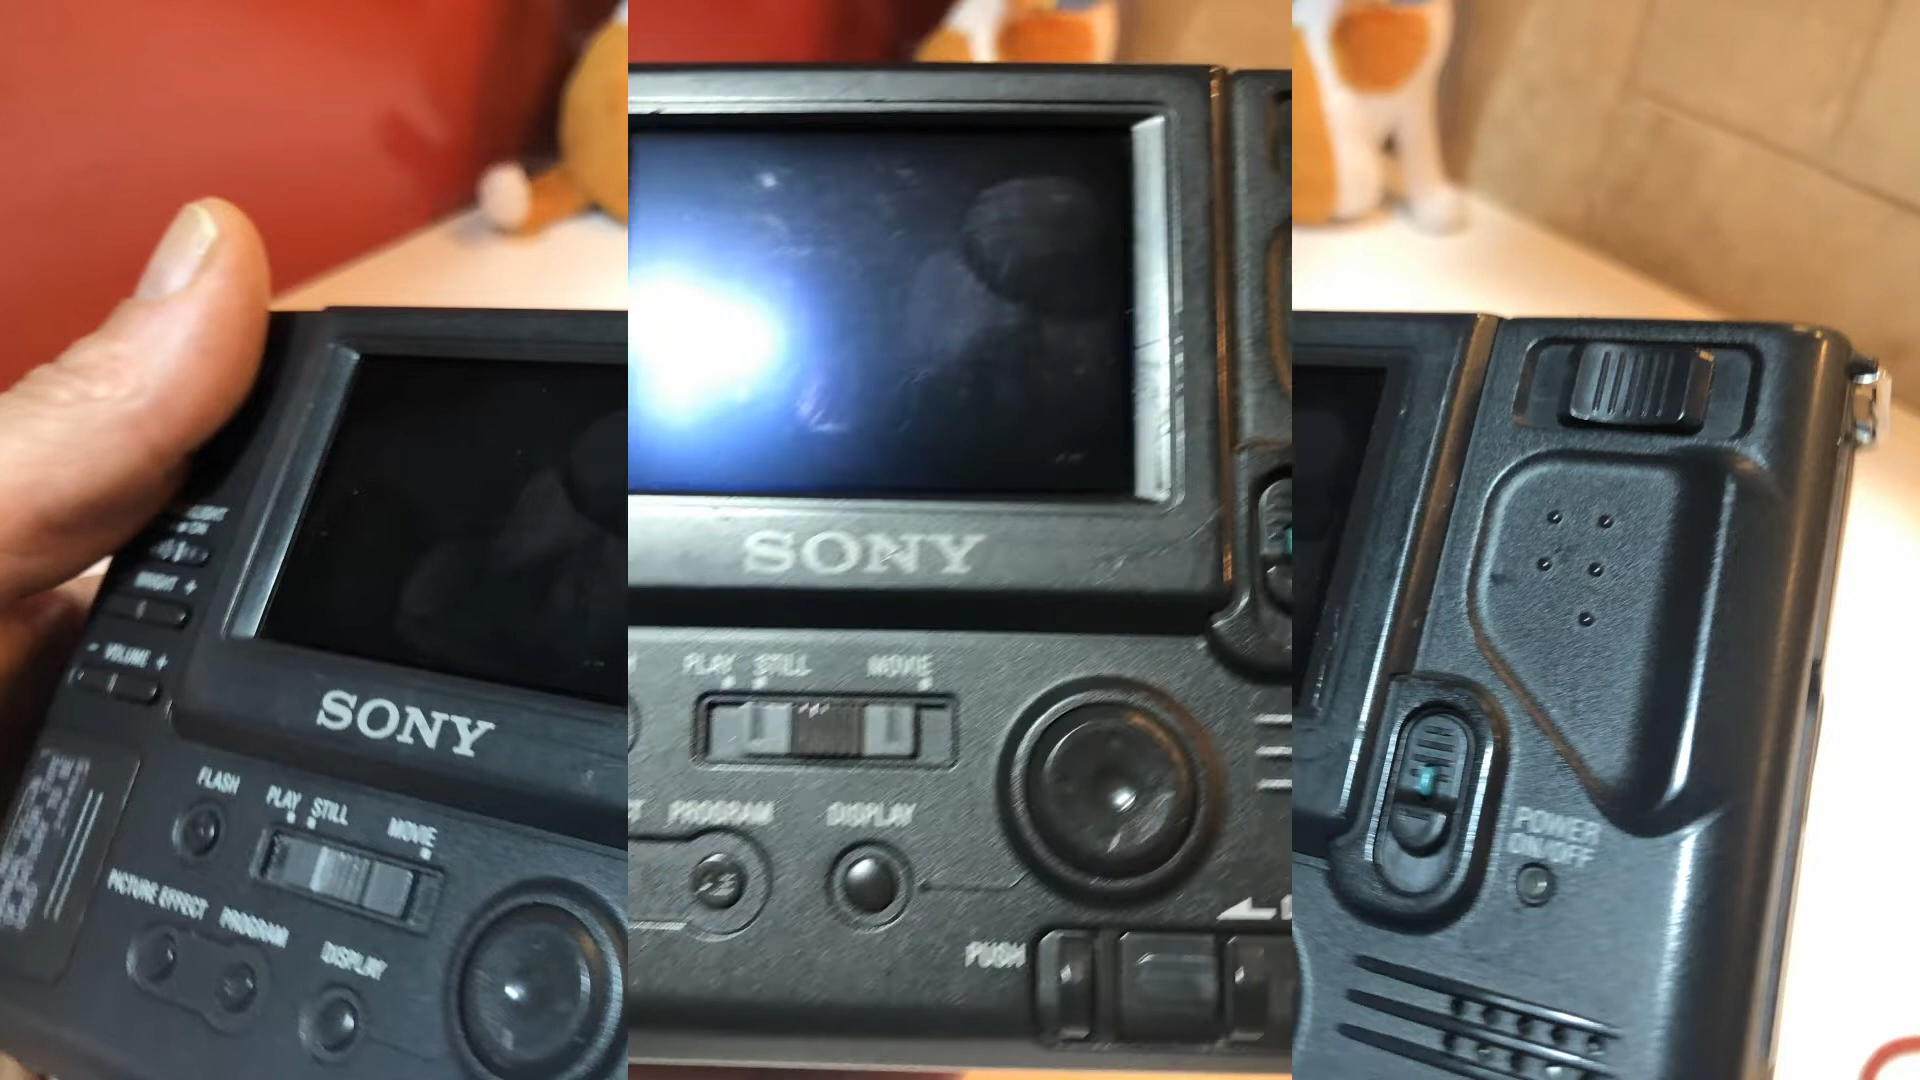 BRIGHT +
- VOLUME +
SONY
FLASH
PLAY STILL MOVIE
PICTURE EFFECT PROGRAM
DISPLAY
SONY
PLAY STILL MOVIE
PROGRAM DISPLAY
PUSH
POWER
ON/OFF